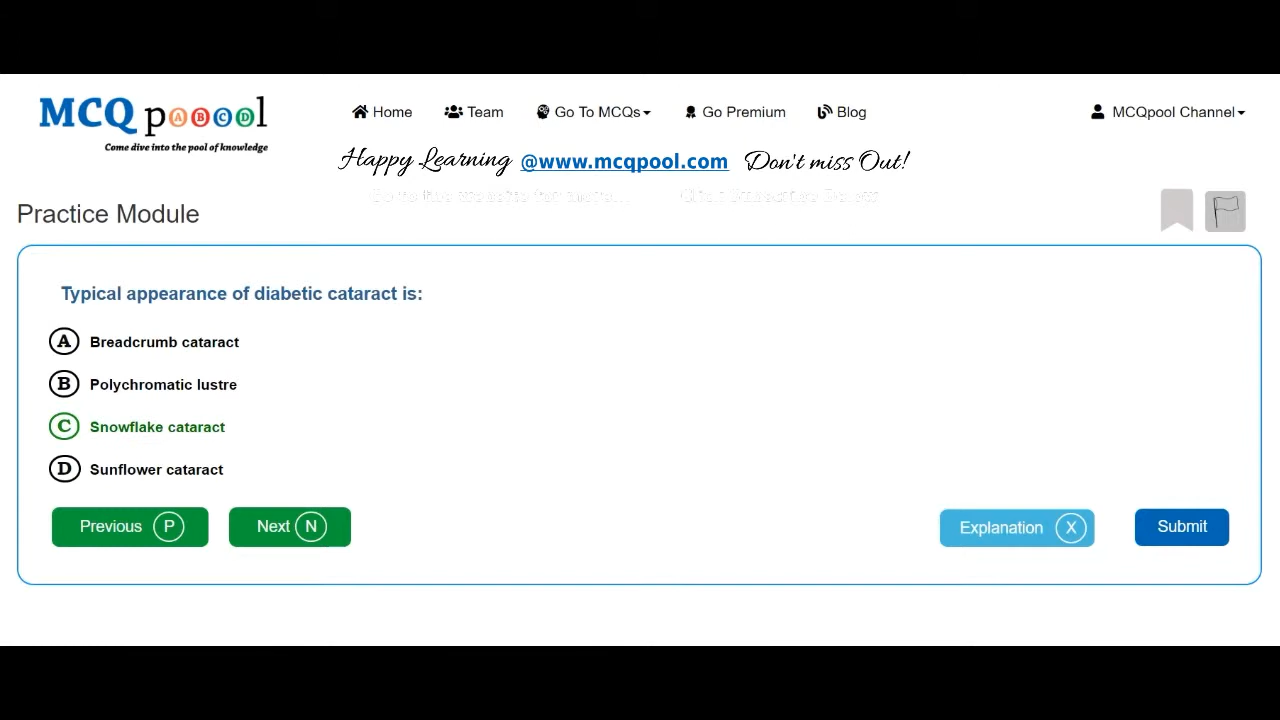 MCQ poool
Come dive into the pool of knowledge
Home Team Go To MCQs Go Premium Blog MCQpool Channel
Happy Learning @www.mcqpool.com Don't miss Out!
Practice Module
Typical appearance of diabetic cataract is:
A Breadcrumb cataract
B Polychromatic lustre
C Snowflake cataract
D Sunflower cataract
Previous P Next N Explanation X Submit